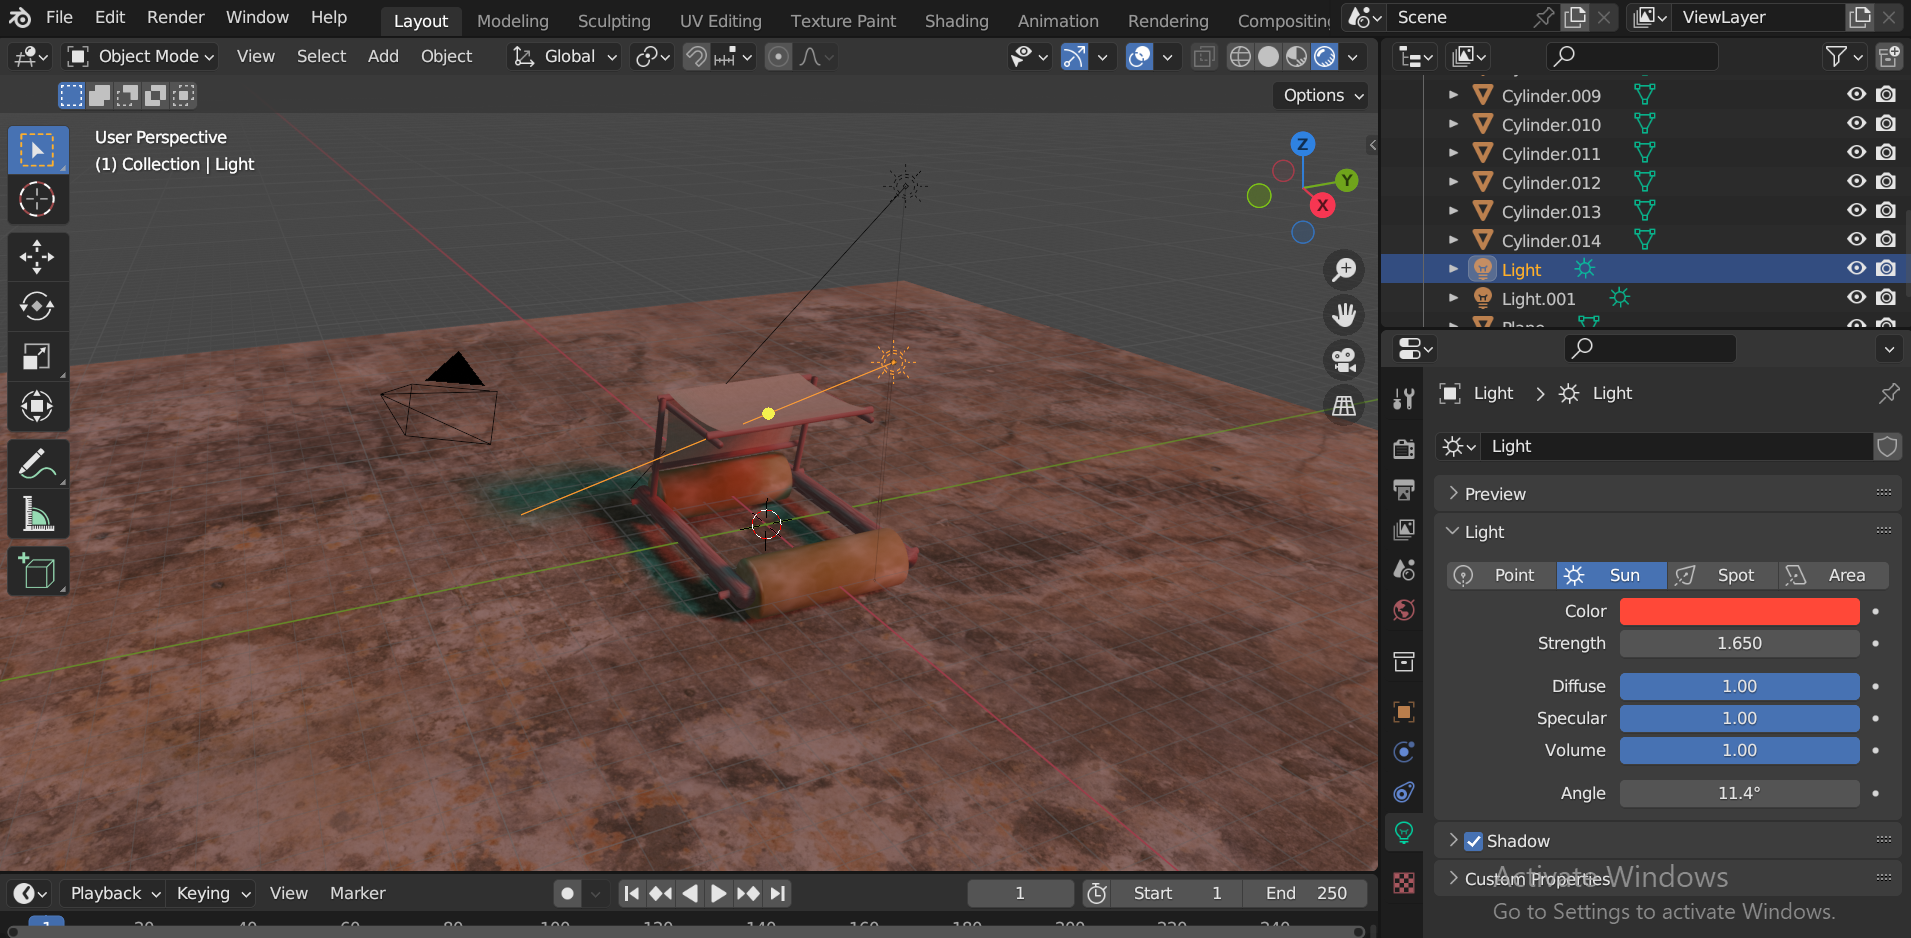 File Edit Render Window Help Layout Modeling Sculpting UV Editing Texture Paint Shading Animation Rendering Compositing Scene ViewLayer
Object Mode View Select Add Object Global
Options
User Perspective
(1) Collection | Light
Z
Y
X
Cylinder.009
Cylinder.010
Cylinder.011
Cylinder.012
Cylinder.013
Cylinder.014
Light
Light.001
Plane
Light > Light
Light
Preview
Light
Point Sun Spot Area
Color
Strength 1.650
Diffuse 1.00
Specular 1.00
Volume 1.00
Angle 11.4°
Shadow
Custom Properties
Activate Windows
Go to Settings to activate Windows.
Playback Keying View Marker 1 Start 1 End 250
1 20 40 60 80 100 120 140 160 180 200 220 240